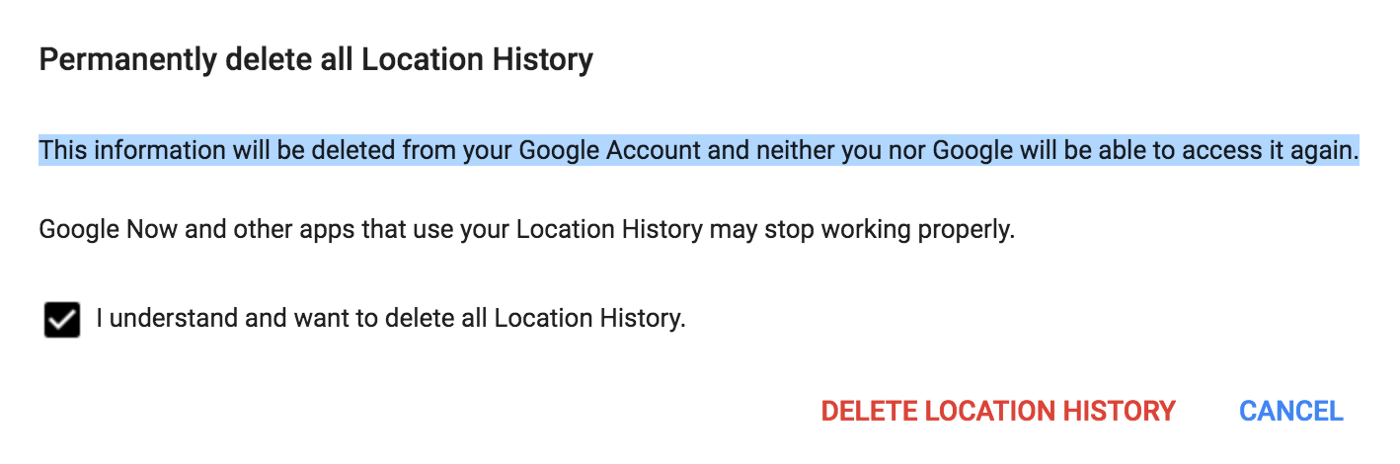 Permanently delete all Location History
This information will be deleted from your Google Account and neither you nor Google will be able to access it again.
Google Now and other apps that use your Location History may stop working properly.
I understand and want to delete all Location History.
DELETE LOCATION HISTORY CANCEL